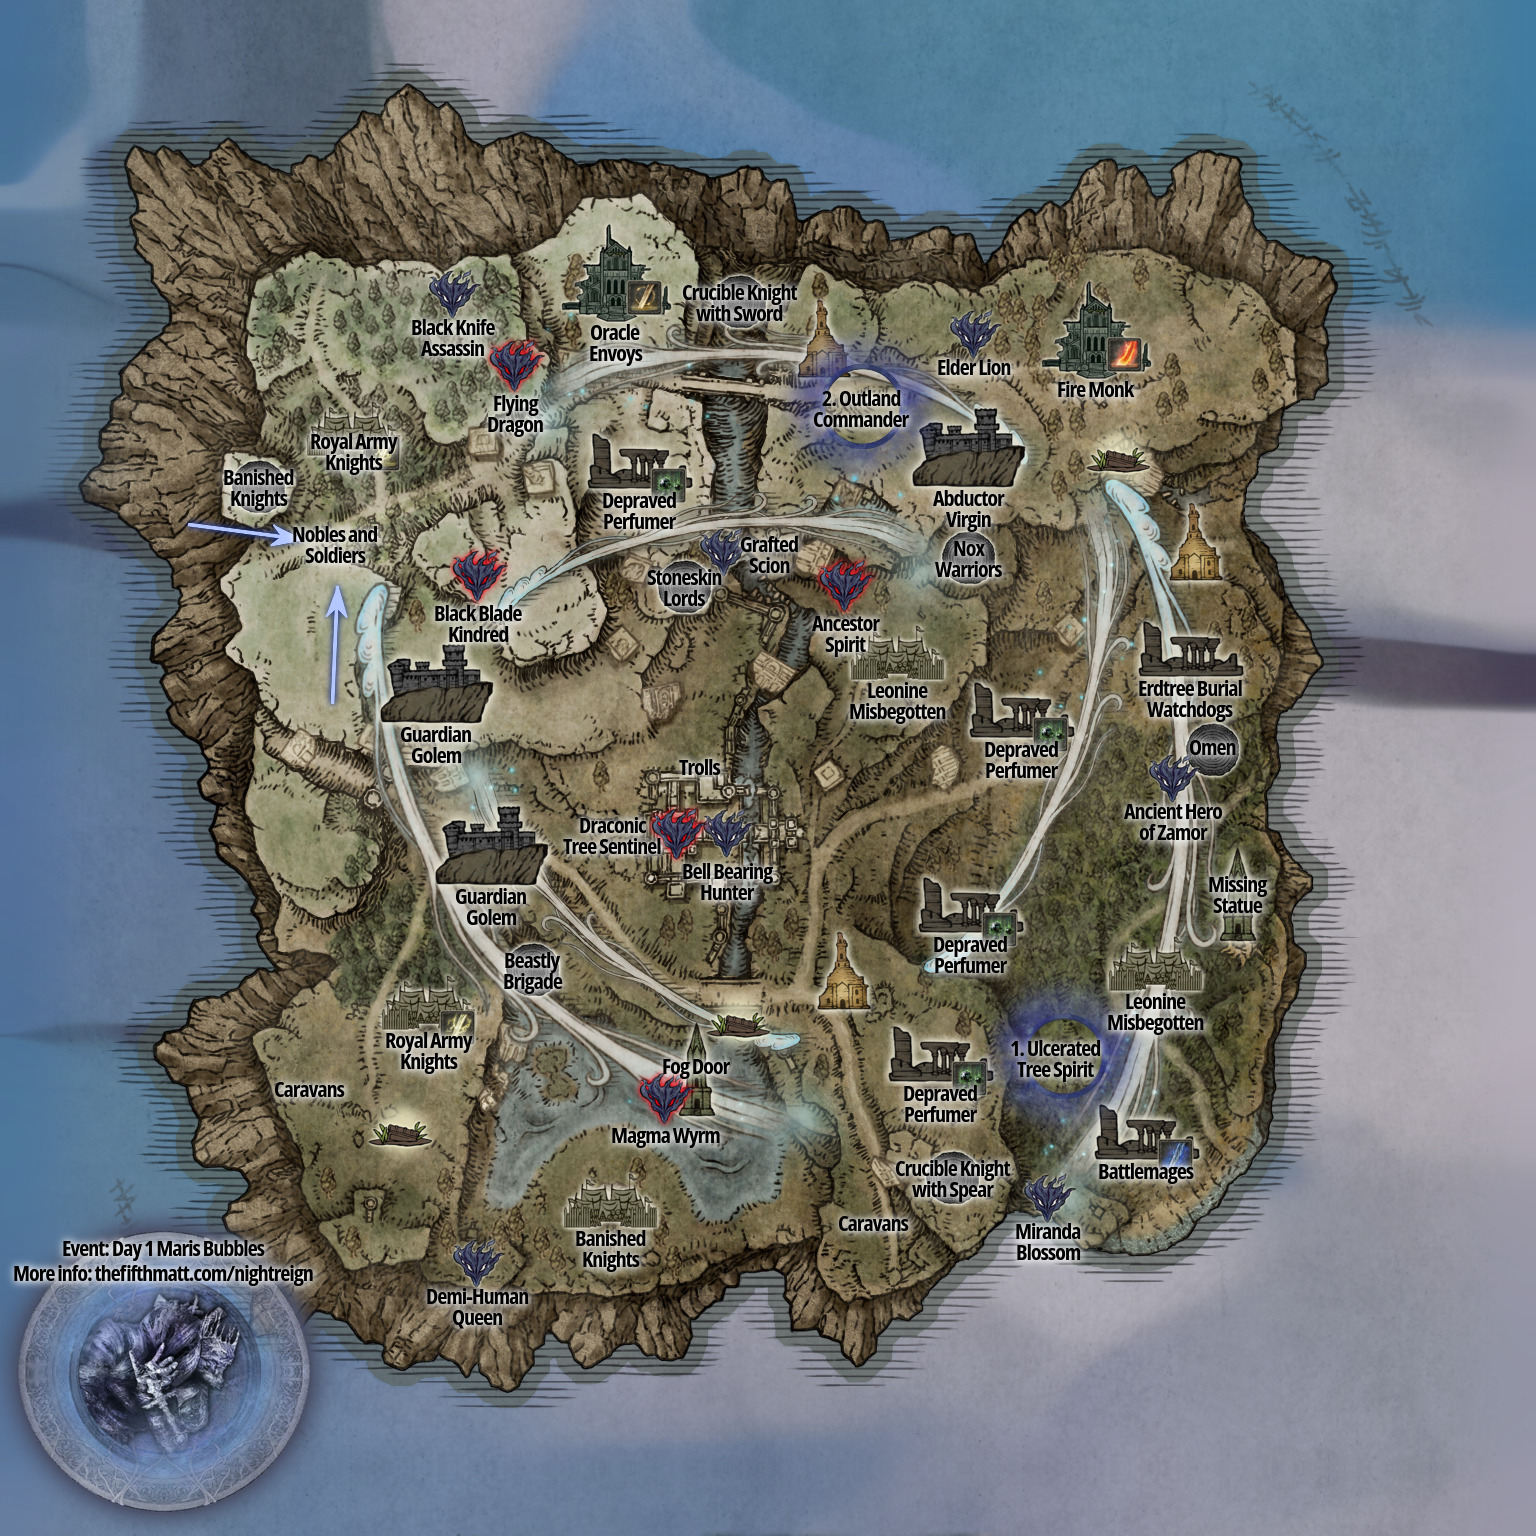 Crucible Knight
with Sword
Black Knife
Assassin
Oracle
Envoys
Elder Lion
Fire Monk
Flying
Dragon
2. Outland
Commander
Royal Army
Knights
Banished
Knights
Depraved
Perfumer
Abductor
Virgin
Nobles and
Soldiers
Grafted
Scion
Nox
Warriors
Stoneskin
Lords
Black Blade
Kindred
Ancestor
Spirit
Leonine
Misbegotten
Erdtree Burial
Watchdogs
Guardian
Golem
Depraved
Perfumer
Omen
Trolls
Draconic
Tree Sentinel
Ancient Hero
of Zamor
Bell Bearing
Hunter
Guardian
Golem
Missing
Statue
Depraved
Perfumer
Beastly
Brigade
Leonine
Misbegotten
Royal Army
Knights
1. Ulcerated
Tree Spirit
Fog Door
Caravans
Depraved
Perfumer
Magma Wyrm
Battlemages
Crucible Knight
with Spear
Caravans
Miranda
Blossom
Banished
Knights
Demi-Human
Queen
Event: Day 1 Maris Bubbles
More info: thefifthmatt.com/nightreign